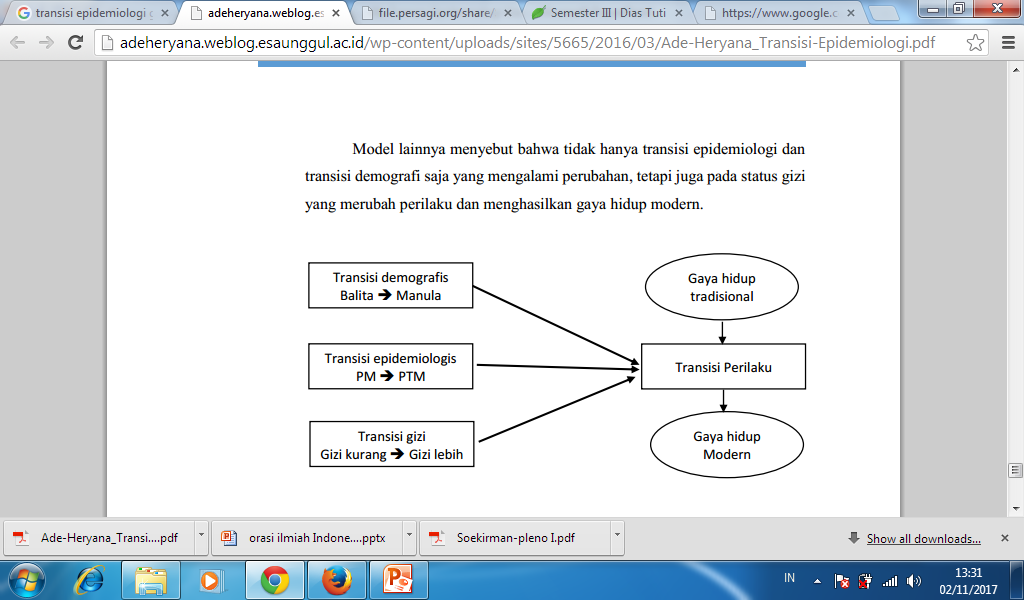 transisi epidemiologi g
adeheryana.weblog.es
file.persagi.org/share/
Semester III | Dias Tuti
https://www.google.c
adeheryana.weblog.esaunggul.ac.id/wp-content/uploads/sites/5665/2016/03/Ade-Heryana_Transisi-Epidemiologi.pdf
Model lainnya menyebut bahwa tidak hanya transisi epidemiologi dan
transisi demografi saja yang mengalami perubahan, tetapi juga pada status gizi
yang merubah perilaku dan menghasilkan gaya hidup modern.
Transisi demografis
Balita ➔ Manula
Gaya hidup
tradisional
Transisi epidemiologis
PM ➔ PTM
Transisi Perilaku
Transisi gizi
Gizi kurang ➔ Gizi lebih
Gaya hidup
Modern
Ade-Heryana_Transi....pdf
orasi ilmiah Indone....pptx
Soekirman-pleno I.pdf
Show all downloads...
IN
13:31
02/11/2017